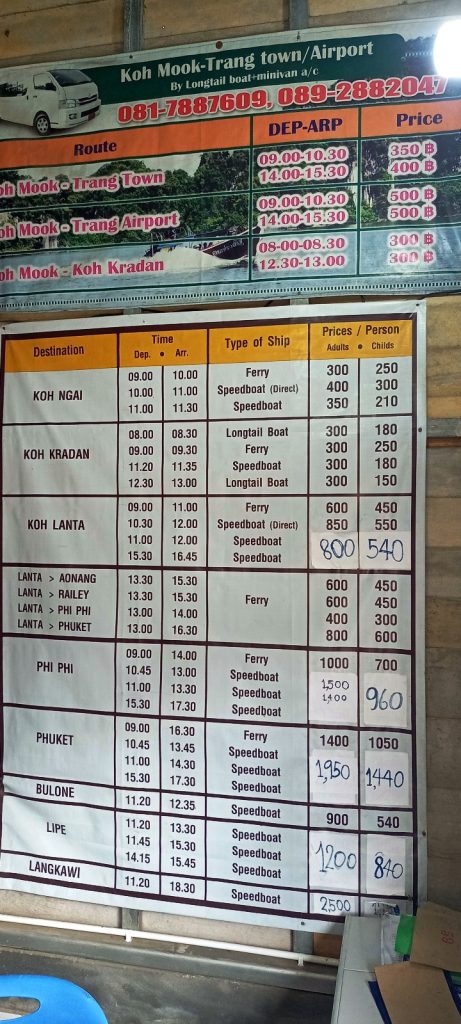 Koh Mook-Trang town/Airport
By Longtail boat+minivan a/c
081-7887609, 089-2882047
Route DEP-ARP Price
oh Mook - Trang Town 09.00-10.30 350 ฿
14.00-15.30 400 ฿
oh Mook - Trang Airport 09.00-10.30 500 ฿
14.00-15.30 500 ฿
oh Mook - Koh Kradan 08-00-08.30 300 ฿
12.30-13.00 300 ฿
Destination Time Type of Ship Prices / Person
Dep. • Arr. Adults • Childs
KOH NGAI 09.00 10.00 Ferry 300 250
10.00 11.00 Speedboat (Direct) 400 300
11.00 11.30 Speedboat 350 210
KOH KRADAN 08.00 08.30 Longtail Boat 300 180
09.00 09.30 Ferry 300 250
11.20 11.35 Speedboat 300 180
12.30 13.00 Longtail Boat 300 150
KOH LANTA 09.00 11.00 Ferry 600 450
10.30 12.00 Speedboat (Direct) 850 550
11.00 12.00 Speedboat 800 540
15.30 16.45 Speedboat
LANTA > AONANG 13.30 15.30 Ferry 600 450
LANTA > RAILEY 13.30 15.30 600 450
LANTA > PHI PHI 13.00 14.00 400 300
LANTA > PHUKET 13.00 16.30 800 600
PHI PHI 09.00 14.00 Ferry 1000 700
10.45 13.00 Speedboat 1,500 960
11.00 13.30 Speedboat 1400
15.30 17.30 Speedboat
PHUKET 09.00 16.30 Ferry 1400 1050
10.45 13.45 Speedboat 1,950 1,440
11.00 14.30 Speedboat
15.30 17.30 Speedboat
BULONE 11.20 12.35 Speedboat 900 540
LIPE 11.20 13.30 Speedboat 1200 840
11.45 15.30 Speedboat
14.15 15.45 Speedboat
LANGKAWI 11.20 18.30 Speedboat 2500